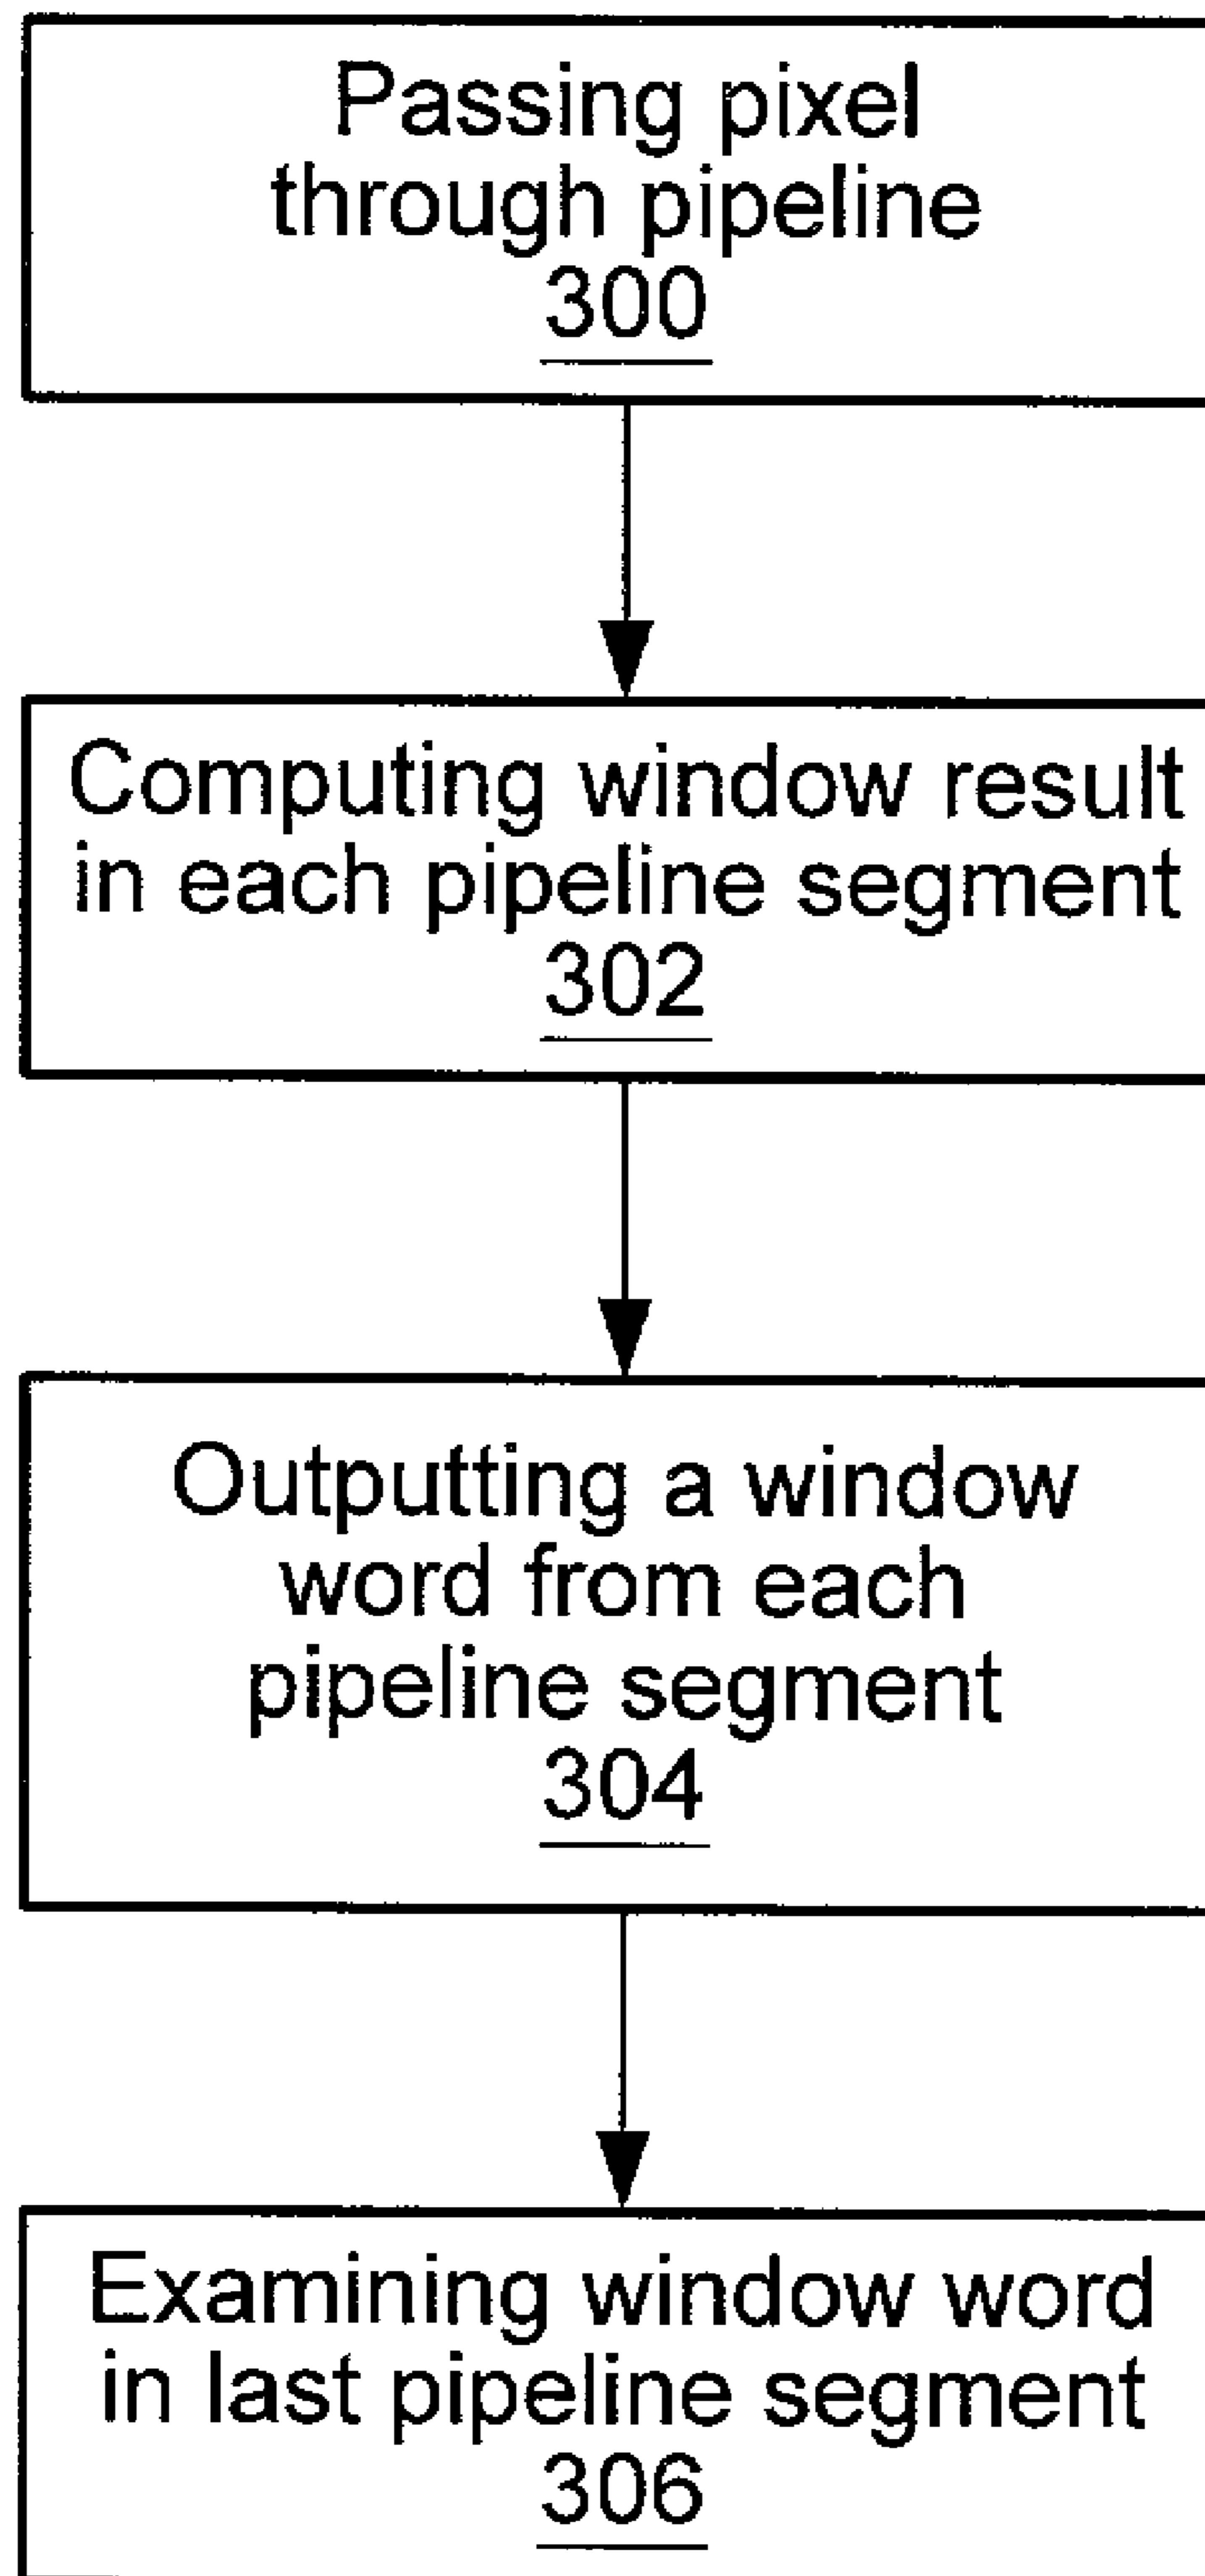 Passing pixel
through pipeline
300
Computing window result
in each pipeline segment
302
Outputting a window
word from each
pipeline segment
304
Examining window word
in last pipeline segment
306